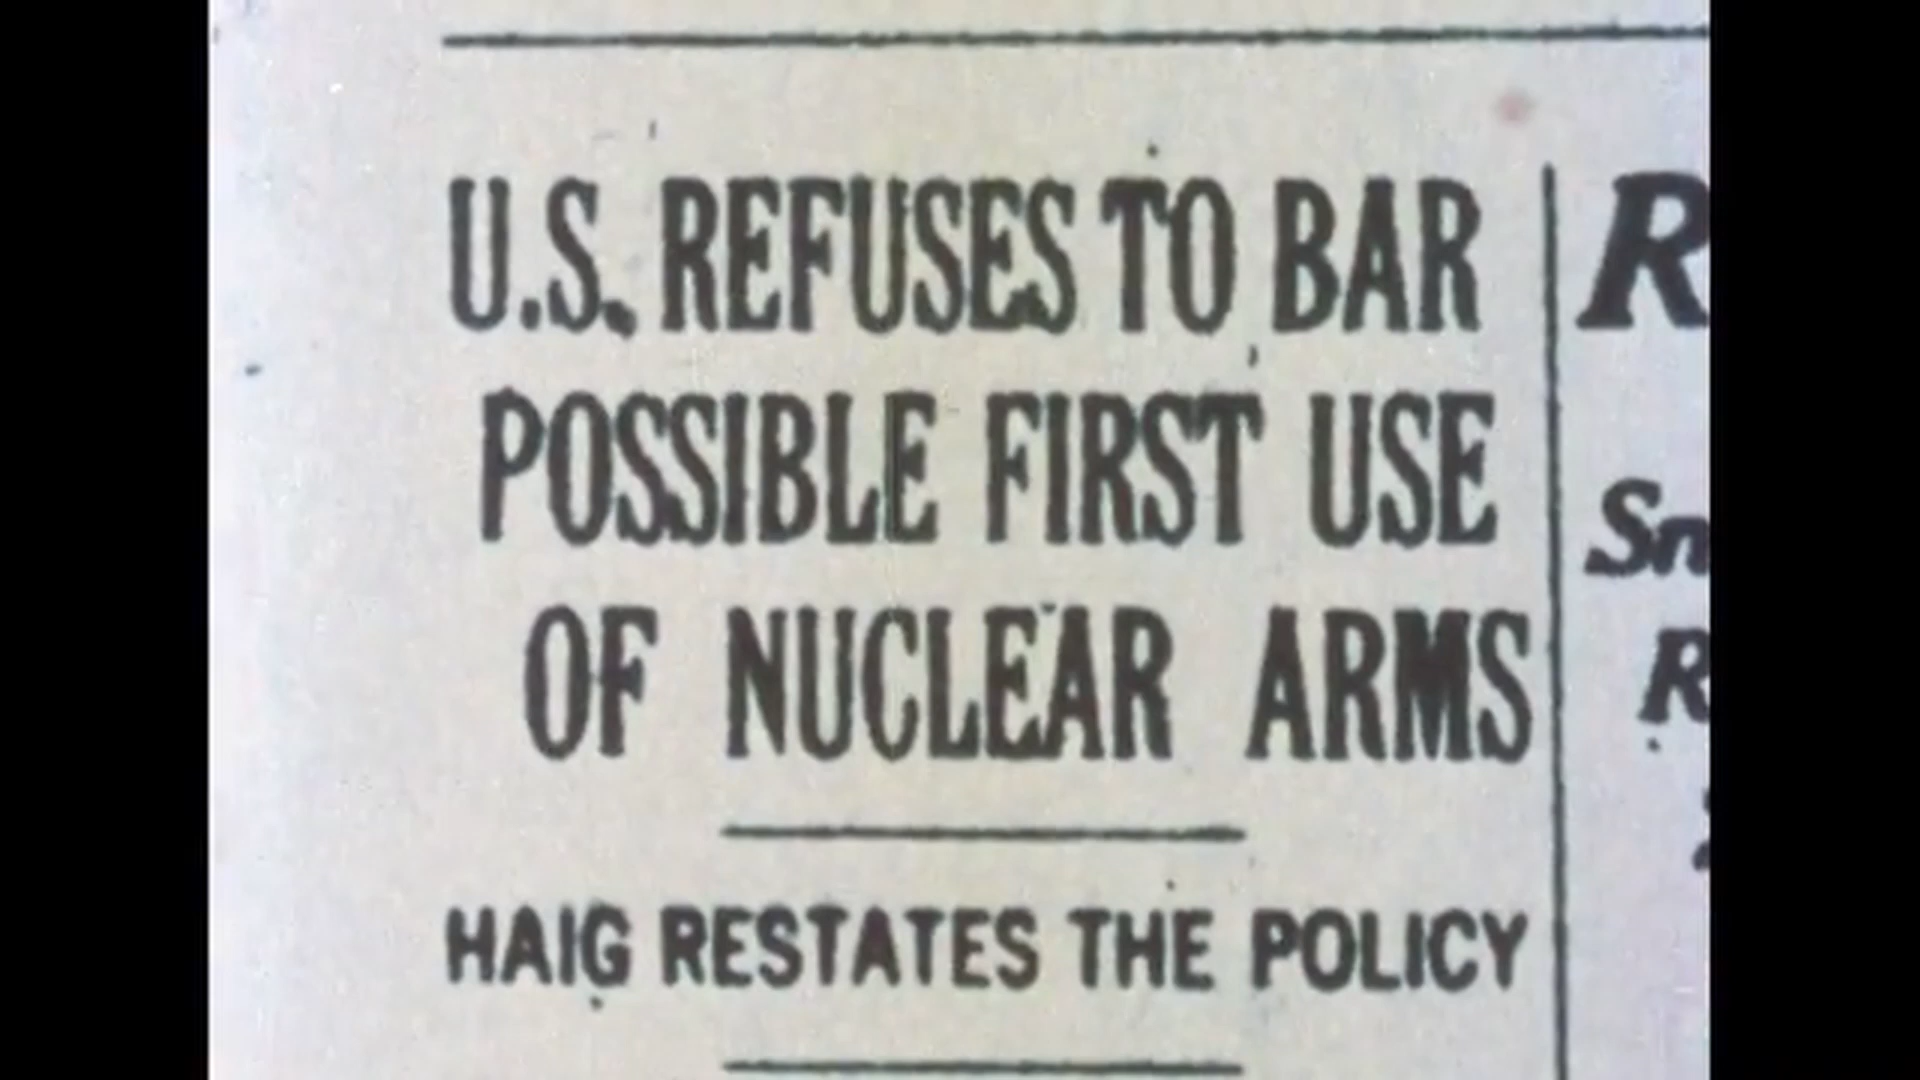 U.S. REFUSES TO BAR
POSSIBLE FIRST USE
OF NUCLEAR ARMS
HAIG RESTATES THE POLICY